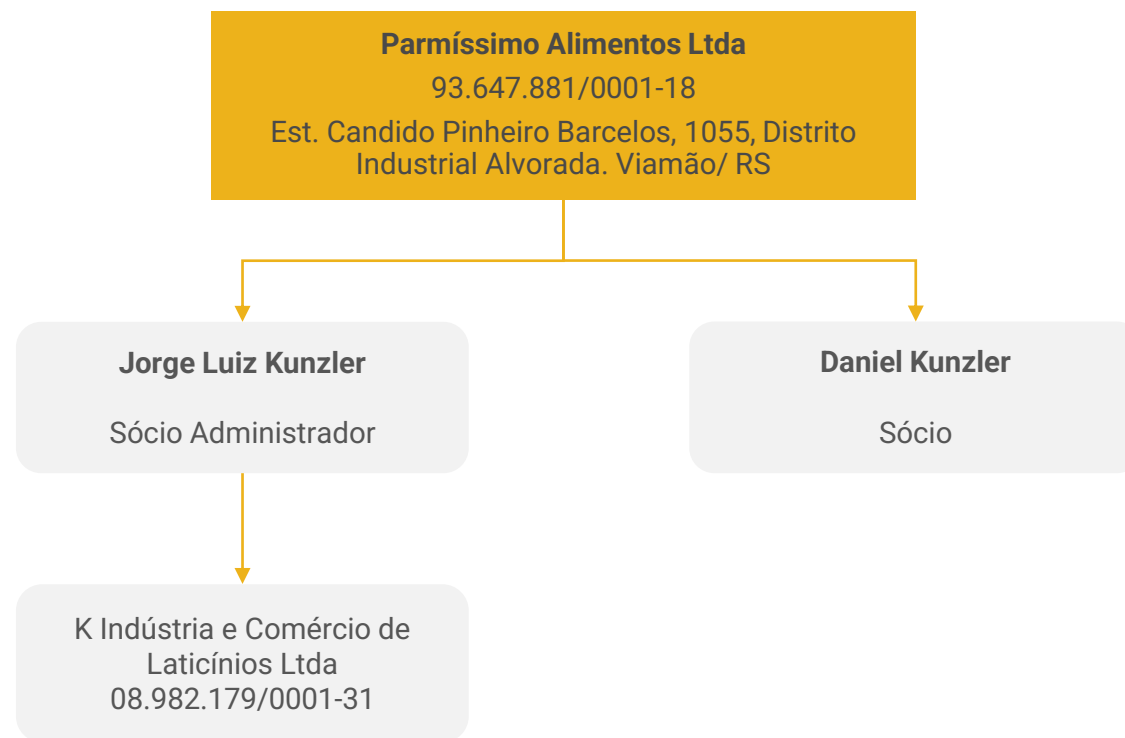 Parmíssimo Alimentos Ltda
93.647.881/0001-18
Est. Candido Pinheiro Barcelos, 1055, Distrito
Industrial Alvorada. Viamão/ RS
Jorge Luiz Kunzler
Sócio Administrador
Daniel Kunzler
Sócio
K Indústria e Comércio de
Laticínios Ltda
08.982.179/0001-31